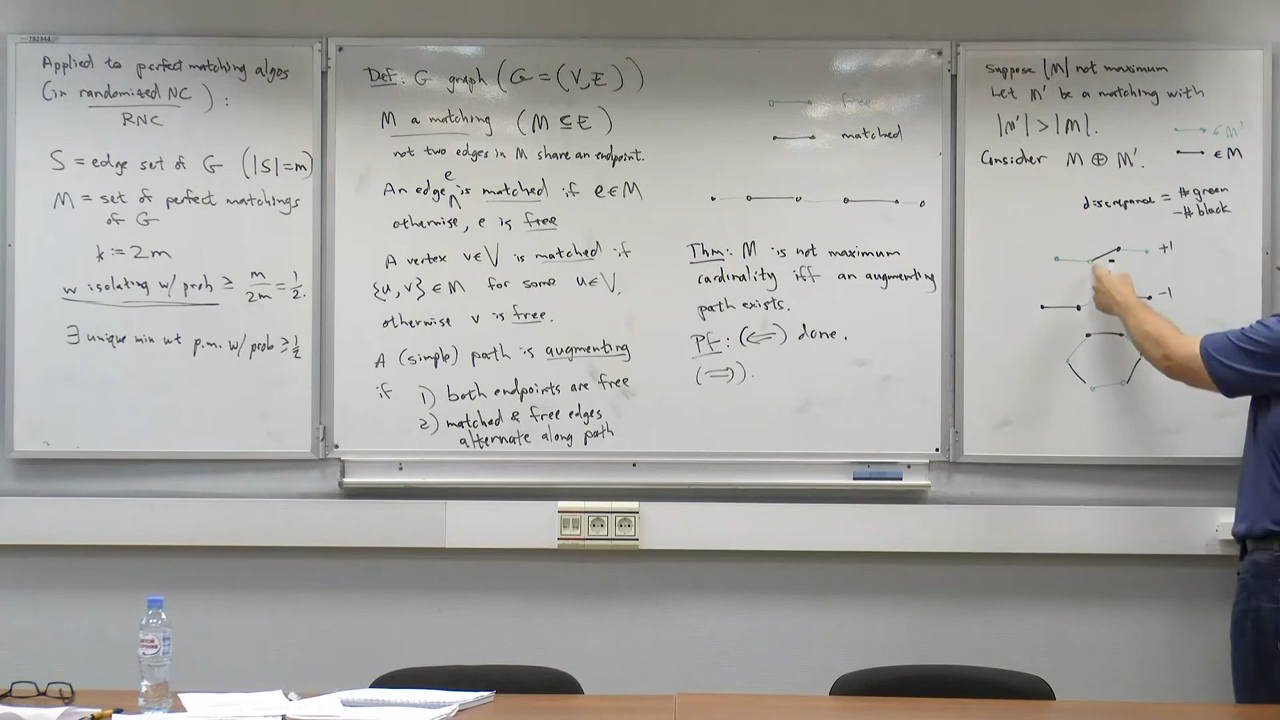 Applied to perfect matching algos
(in randomized NC):
RNC
S = edge set of G (|S|=m)
M = set of perfect matchings
of G
k := 2m
w isolating w/ prob ≥ m/2m = 1/2.
∃ unique min wt p.m. w/ prob ≥ 1/2
Def: G graph (G = (V,E))
M a matching (M ⊆ E)
not two edges in M share an endpoint.
An edge e is matched if e ∈ M
otherwise, e is free
A vertex v ∈ V is matched if
{u, v} ∈ M for some u ∈ V,
otherwise v is free.
A (simple) path is augmenting
if 1) both endpoints are free
2) matched & free edges
alternate along path
free
matched
Thm: M is not maximum
cardinality iff an augmenting
path exists.
Pf: (⇐) done.
(⇒).
Suppose |M| not maximum
Let M' be a matching with
|M'| > |M|.
Consider M ⊕ M'.
∈ M'
∈ M
discrepance = # green
- # black
+1
-1